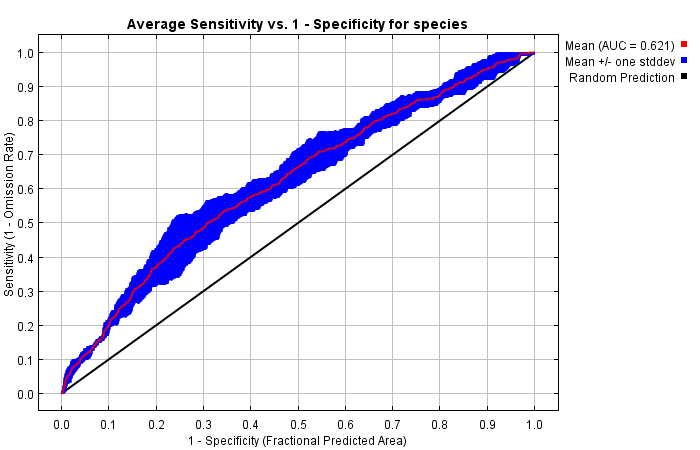 Average Sensitivity vs. 1 - Specificity for species
Mean (AUC = 0.621)
Mean +/- one stddev
Random Prediction
Sensitivity (1 - Omission Rate)
1.0
0.9
0.8
0.7
0.6
0.5
0.4
0.3
0.2
0.1
0.0
0.0 0.1 0.2 0.3 0.4 0.5 0.6 0.7 0.8 0.9 1.0
1 - Specificity (Fractional Predicted Area)